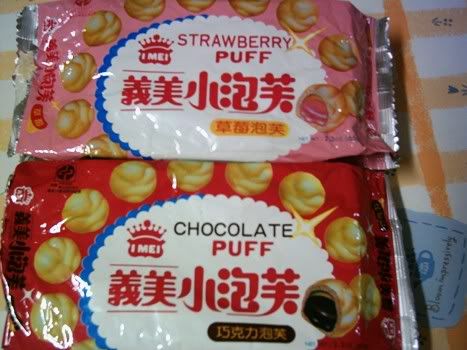 STRAWBERRY
PUFF
I MEI
義美小泡芙
草莓泡芙
CHOCOLATE
PUFF
I MEI
義美小泡芙
巧克力泡芙